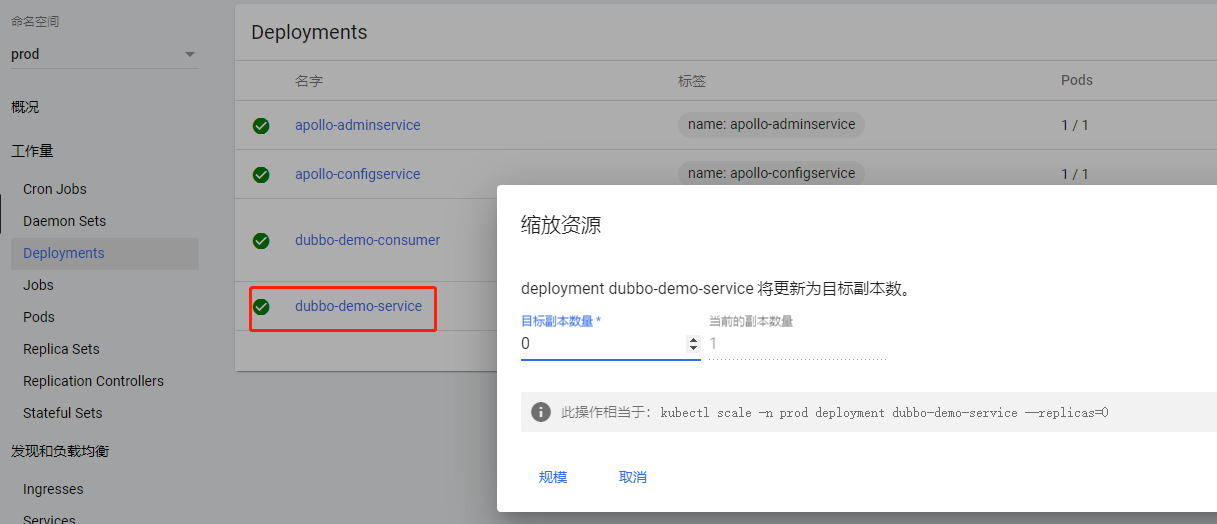 命名空间
prod
概况
工作量
Cron Jobs
Daemon Sets
Deployments
Jobs
Pods
Replica Sets
Replication Controllers
Stateful Sets
发现和负载均衡
Ingresses
Services
Deployments
名字 标签 Pods
apollo-adminservice name: apollo-adminservice 1 / 1
apollo-configservice name: apollo-configservice 1 / 1
dubbo-demo-consumer
dubbo-demo-service
缩放资源
deployment dubbo-demo-service 将更新为目标副本数。
目标副本数量 * 当前的副本数量
0 1
此操作相当于: kubectl scale -n prod deployment dubbo-demo-service --replicas=0
规模 取消